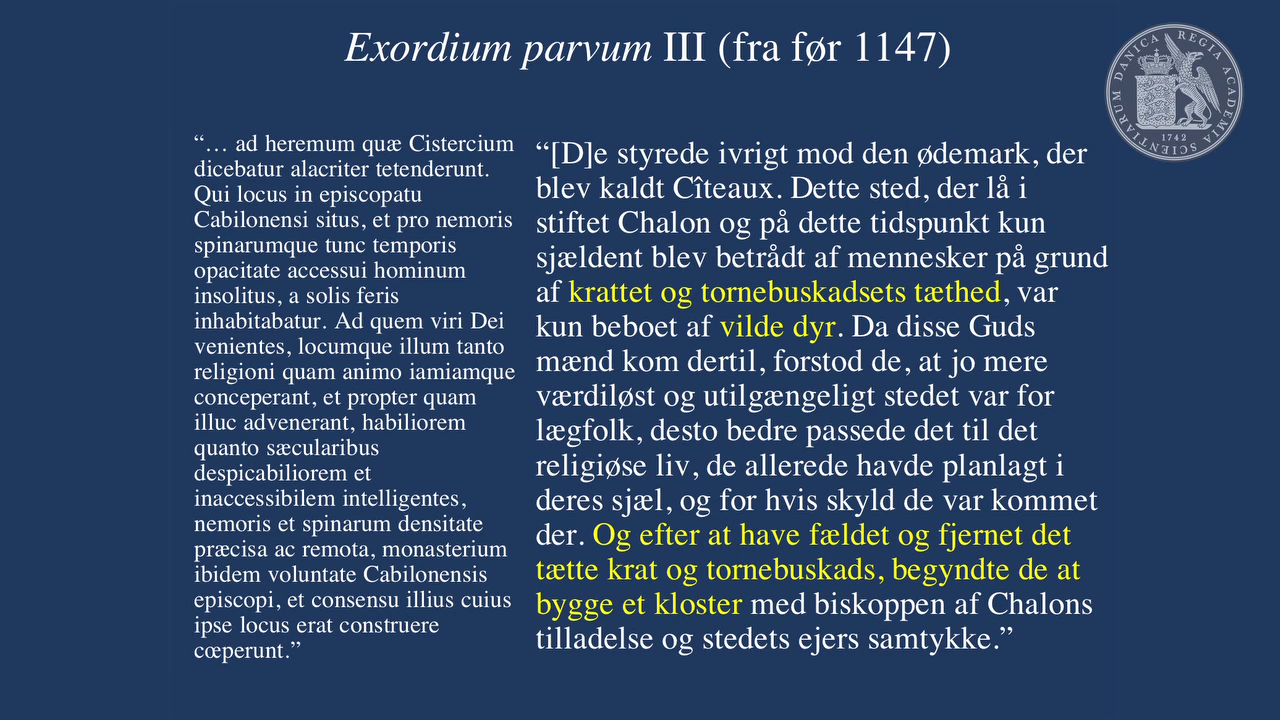 Exordium parvum III (fra før 1147)
“… ad heremum quæ Cistercium
dicebatur alacriter tetenderunt.
Qui locus in episcopatu
Cabilonensi situs, et pro nemoris
spinarumque tunc temporis
opacitate accessui hominum
insolitus, a solis feris
inhabitabatur. Ad quem viri Dei
venientes, locumque illum tanto
religioni quam animo iamiamque
conceperant, et propter quam
illuc advenerant, habiliorem
quanto sæcularibus
despicabiliorem et
inaccessibilem intelligentes,
nemoris et spinarum densitate
præcisa ac remota, monasterium
ibidem voluntate Cabilonensis
episcopi, et consensu illius cuius
ipse locus erat construere
cœperunt.”
“[D]e styrede ivrigt mod den ødemark, der
blev kaldt Cîteaux. Dette sted, der lå i
stiftet Chalon og på dette tidspunkt kun
sjældent blev betrådt af mennesker på grund
af krattet og tornebuskadsets tæthed, var
kun beboet af vilde dyr. Da disse Guds
mænd kom dertil, forstod de, at jo mere
værdiløst og utilgængeligt stedet var for
lægfolk, desto bedre passede det til det
religiøse liv, de allerede havde planlagt i
deres sjæl, og for hvis skyld de var kommet
der. Og efter at have fældet og fjernet det
tætte krat og tornebuskads, begyndte de at
bygge et kloster med biskoppen af Chalons
tilladelse og stedets ejers samtykke.”
REGIA ACADEMIA SCIENTIARUM DANICA
1742